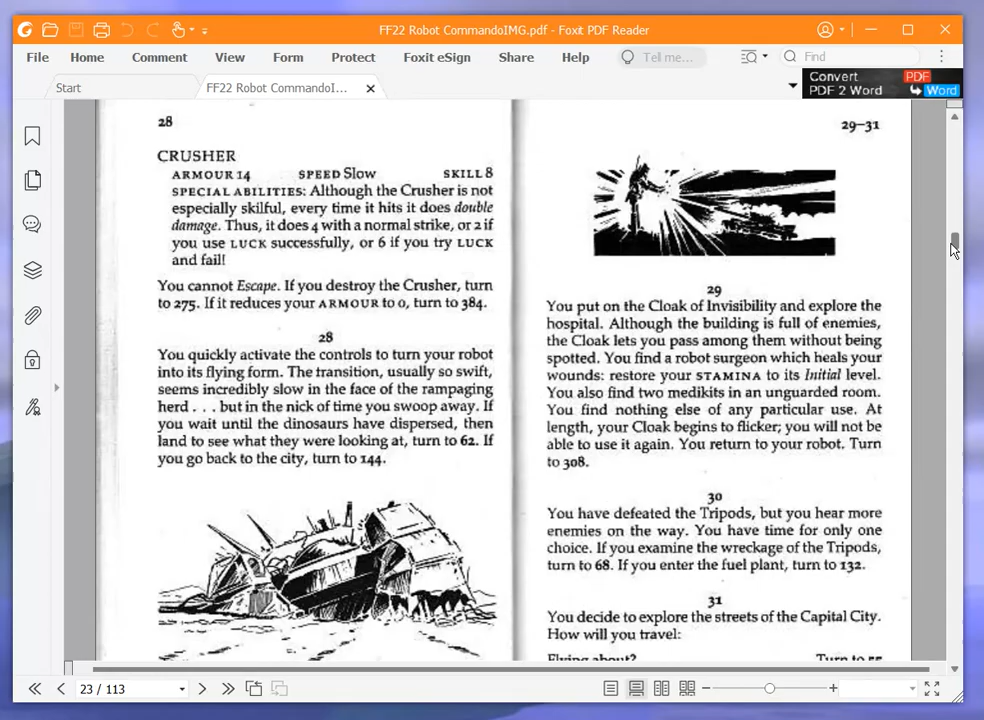 FF22 Robot CommandoIMG.pdf - Foxit PDF Reader
File Home Comment View Form Protect Foxit eSign Share Help Tell me... Find
Start FF22 Robot CommandoI...
Convert PDF
PDF 2 Word Word
28
CRUSHER
ARMOUR 14 SPEED Slow SKILL 8
SPECIAL ABILITIES: Although the Crusher is not
especially skilful, every time it hits it does double
damage. Thus, it does 4 with a normal strike, or 2 if
you use LUCK successfully, or 6 if you try LUCK
and fail!
You cannot Escape. If you destroy the Crusher, turn
to 275. If it reduces your ARMOUR to 0, turn to 384.
28
You quickly activate the controls to turn your robot
into its flying form. The transition, usually so swift,
seems incredibly slow in the face of the rampaging
herd . . . but in the nick of time you swoop away. If
you wait until the dinosaurs have dispersed, then
land to see what they were looking at, turn to 62. If
you go back to the city, turn to 144.
29–31
29
You put on the Cloak of Invisibility and explore the
hospital. Although the building is full of enemies,
the Cloak lets you pass among them without being
spotted. You find a robot surgeon which heals your
wounds: restore your STAMINA to its Initial level.
You also find two medikits in an unguarded room.
You find nothing else of any particular use. At
length, your Cloak begins to flicker; you will not be
able to use it again. You return to your robot. Turn
to 308.
30
You have defeated the Tripods, but you hear more
enemies on the way. You have time for only one
choice. If you examine the wreckage of the Tripods,
turn to 68. If you enter the fuel plant, turn to 132.
31
You decide to explore the streets of the Capital City.
How will you travel:
Flying about? Turn to 55
23 / 113